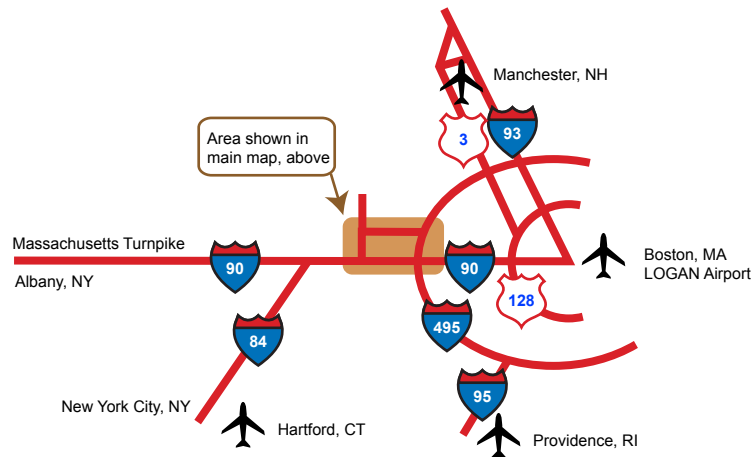 Manchester, NH
3
93
Area shown in
main map, above
Massachusetts Turnpike
90
90
Boston, MA
LOGAN Airport
Albany, NY
128
84
495
95
New York City, NY
Hartford, CT
Providence, RI